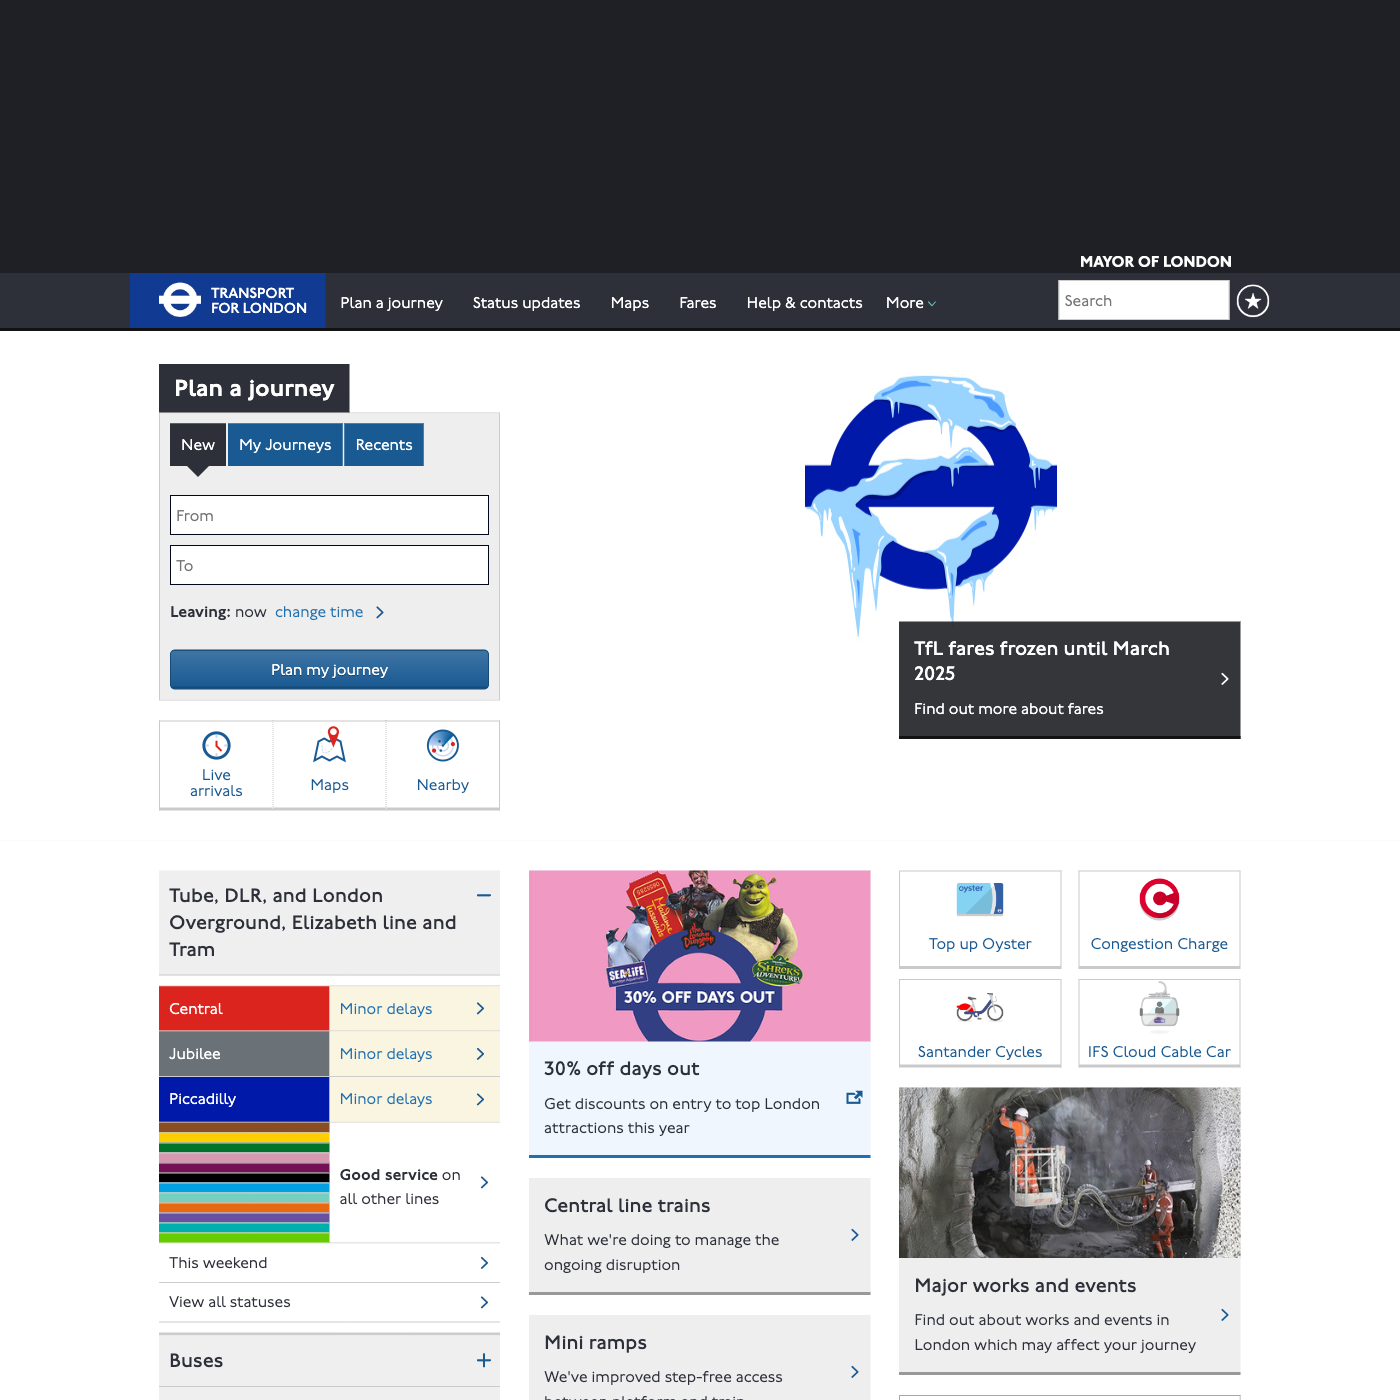 MAYOR OF LONDON
TRANSPORT
FOR LONDON
Plan a journey
Status updates
Maps
Fares
Help & contacts
More
Search
Plan a journey
New
My Journeys
Recents
From
To
Leaving: now change time
Plan my journey
Live
arrivals
Maps
Nearby
TfL fares frozen until March
2025
Find out more about fares
Tube, DLR, and London
Overground, Elizabeth line and
Tram
Central
Minor delays
Jubilee
Minor delays
Piccadilly
Minor delays
Good service on
all other lines
This weekend
View all statuses
Buses
Madame
Tussauds
Dungeon
SEA LIFE
SHREK'S
ADVENTURE!
30% OFF DAYS OUT
30% off days out
Get discounts on entry to top London
attractions this year
Central line trains
What we're doing to manage the
ongoing disruption
Mini ramps
We've improved step-free access
between platform and train
oyster
Top up Oyster
Congestion Charge
Santander Cycles
IFS Cloud Cable Car
Major works and events
Find out about works and events in
London which may affect your journey